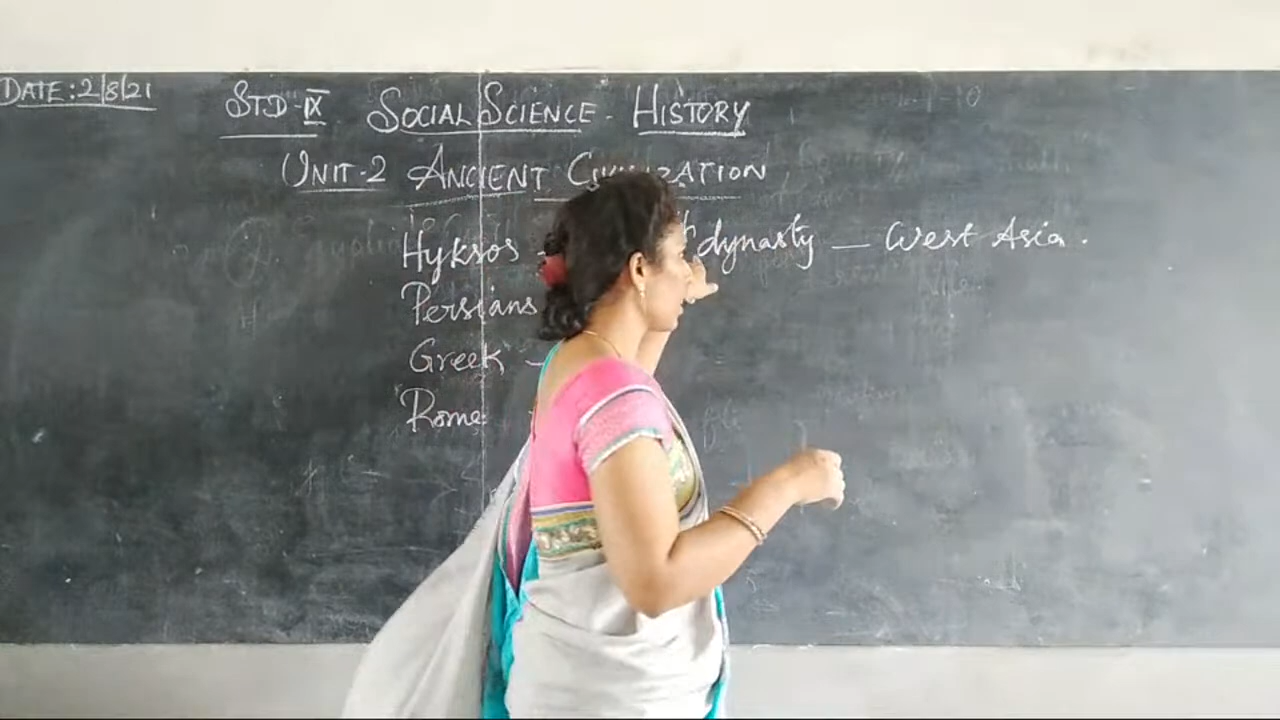 DATE: 2/8/21
STD-IX SOCIAL SCIENCE - HISTORY
UNIT-2 ANCIENT
Hyksos - dynasty — West Asia.
Persians
Greek -
Rome